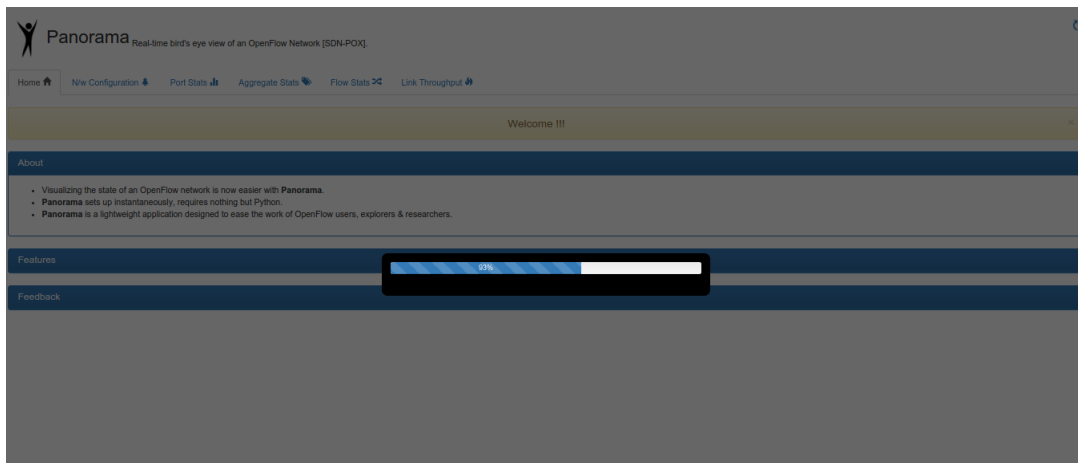 Panorama Real-time bird's eye view of an OpenFlow Network [SDN-POX].
Home N/w Configuration Port Stats Aggregate Stats Flow Stats Link Throughput
Welcome !!!
×
About
• Visualizing the state of an OpenFlow network is now easier with Panorama.
• Panorama sets up instantaneously, requires nothing but Python.
• Panorama is a lightweight application designed to ease the work of OpenFlow users, explorers & researchers.
Features
93%
Feedback